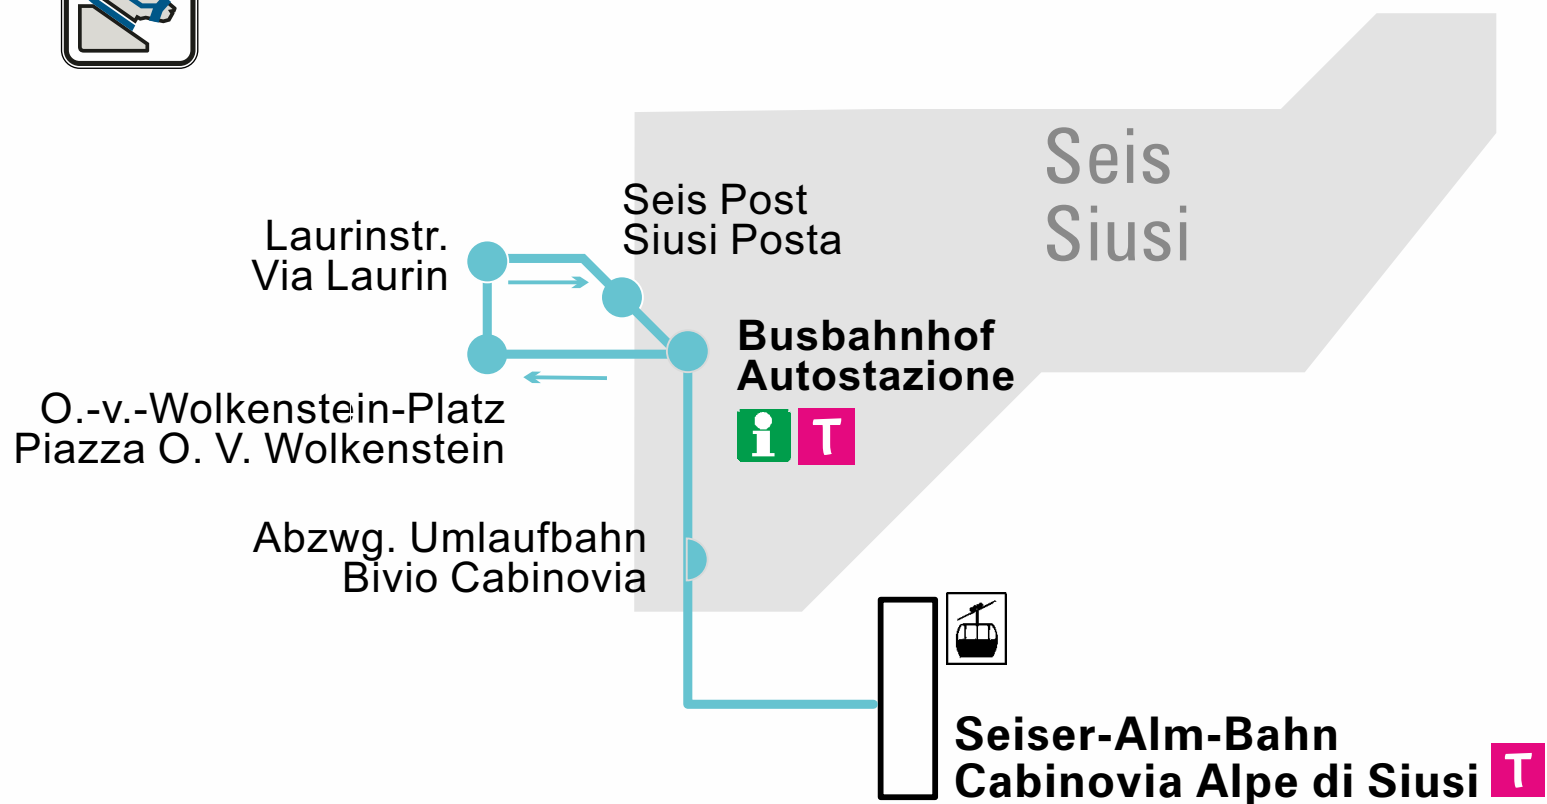 Seis
Siusi
Seis Post
Siusi Posta
Laurinstr.
Via Laurin
Busbahnhof
Autostazione
i T
O.-v.-Wolkenstein-Platz
Piazza O. V. Wolkenstein
Abzwg. Umlaufbahn
Bivio Cabinovia
Seiser-Alm-Bahn
Cabinovia Alpe di Siusi T